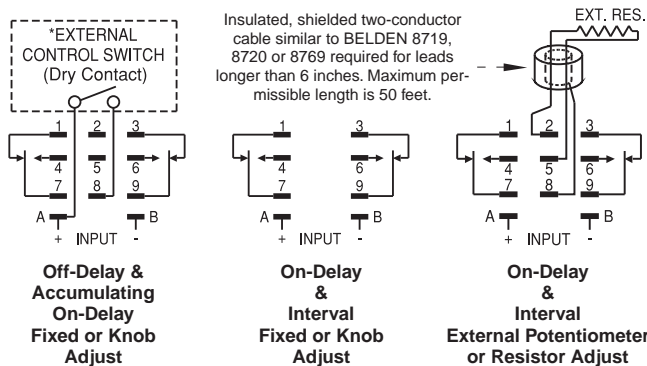 *EXTERNAL
CONTROL SWITCH
(Dry Contact)
1 2 3
4 5 6
7 8 9
A B
+ INPUT -
Off-Delay &
Accumulating
On-Delay
Fixed or Knob
Adjust
Insulated, shielded two-conductor
cable similar to BELDEN 8719,
8720 or 8769 required for leads
longer than 6 inches. Maximum per-
missible length is 50 feet.
1 3
4 6
7 9
A B
+ INPUT -
On-Delay
&
Interval
Fixed or Knob
Adjust
EXT. RES.
1 2 3
4 5 6
7 8 9
A B
+ INPUT -
On-Delay
&
Interval
External Potentiometer
or Resistor Adjust